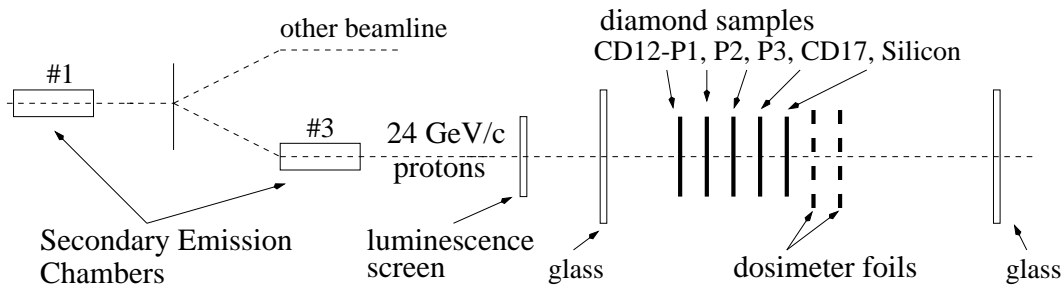 diamond samples
other beamline
CD12-P1, P2, P3, CD17, Silicon
#1
#3
24 GeV/c
protons
Secondary Emission
Chambers
luminescence
screen
glass
dosimeter foils
glass